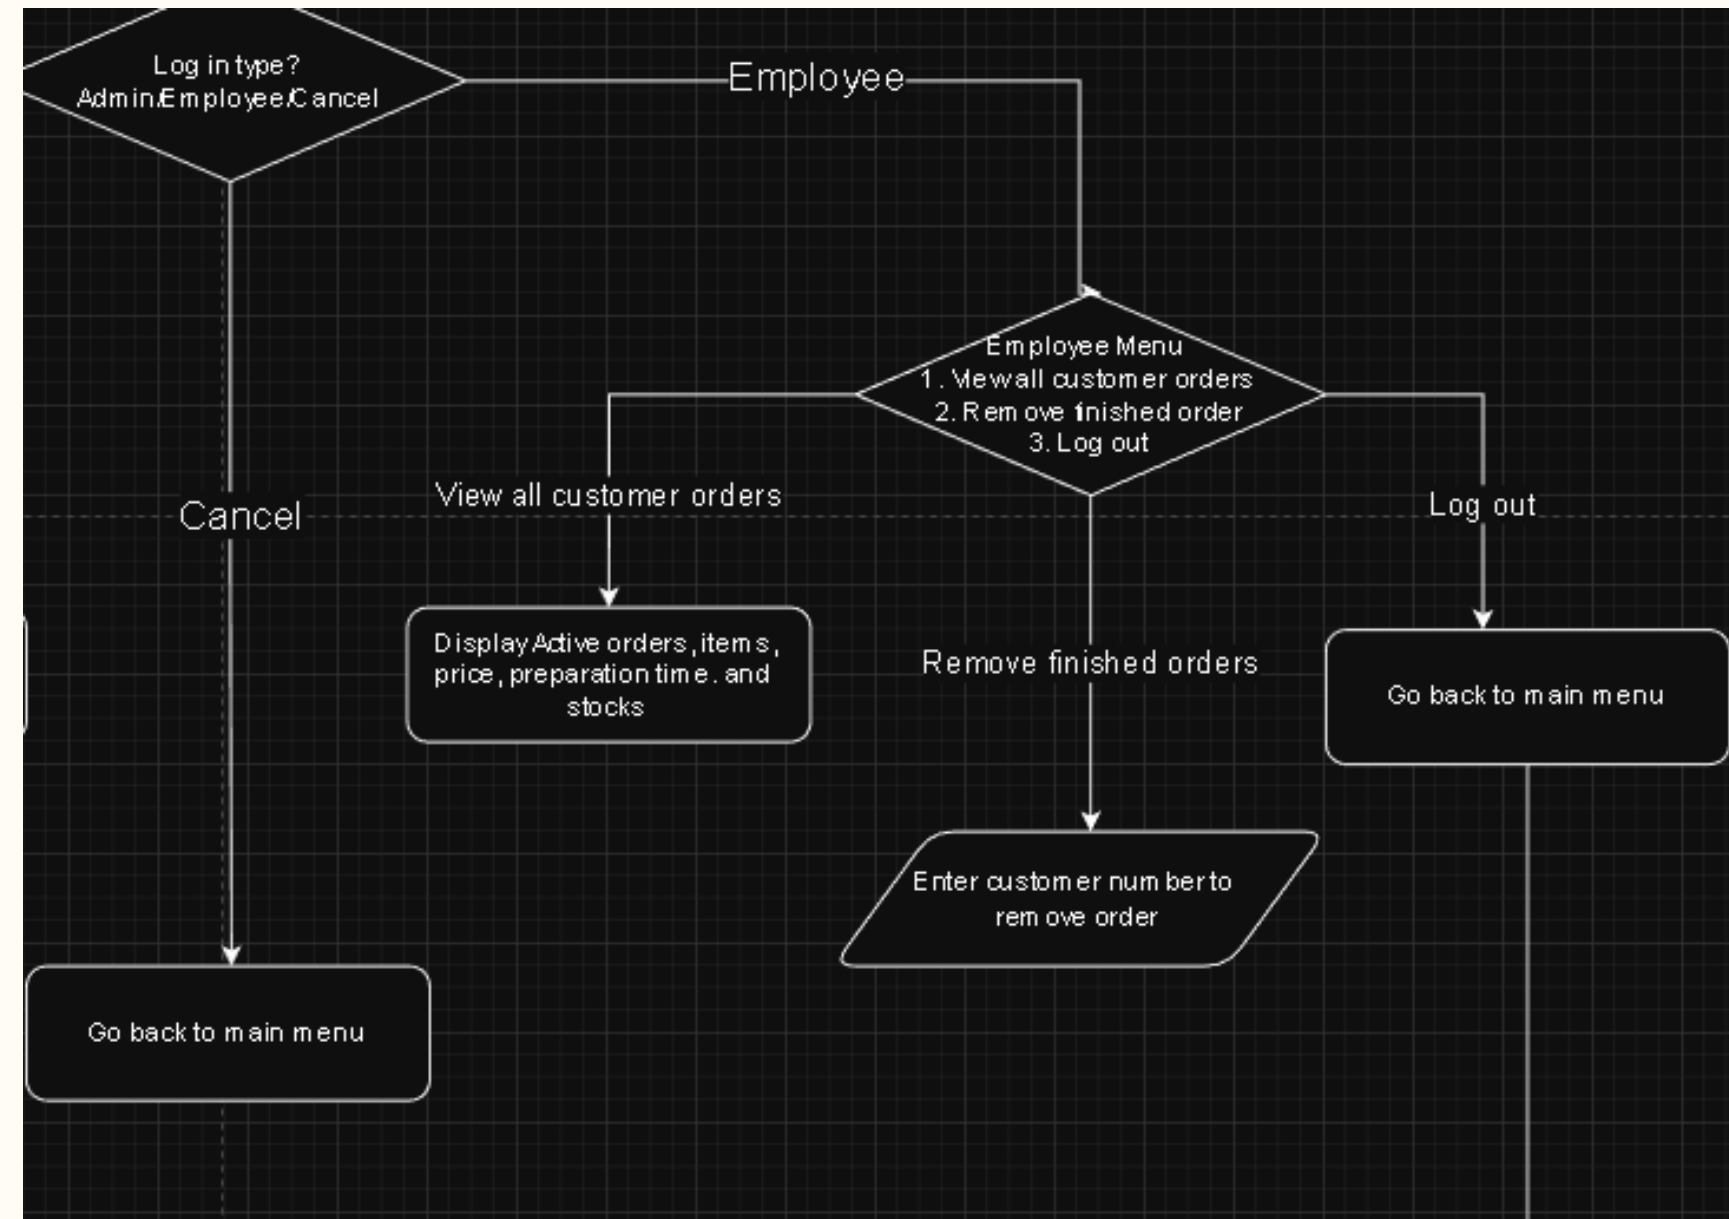 Log in type?
Admin/Employee/Cancel
Employee
Employee Menu
1. View all customer orders
2. Remove finished order
3. Log out
View all customer orders
Log out
Cancel
Display Active orders, items,
price, preparation time. and
stocks
Remove finished orders
Go back to main menu
Enter customer number to
remove order
Go back to main menu